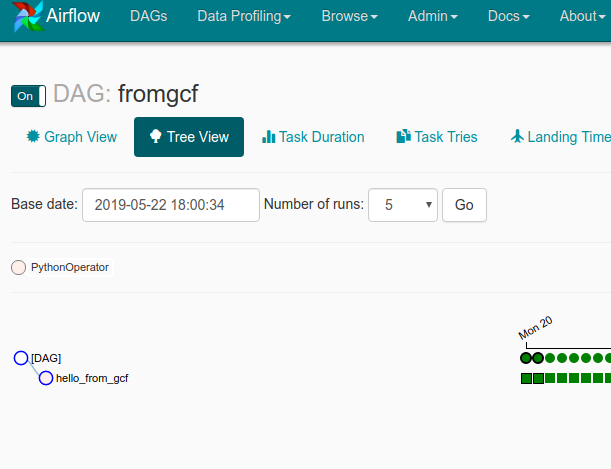 Airflow DAGs Data Profiling Browse Admin Docs About
On DAG: fromgcf
Graph View Tree View Task Duration Task Tries Landing Time
Base date: 2019-05-22 18:00:34 Number of runs: 5 Go
PythonOperator
Mon 20
[DAG]
hello_from_gcf